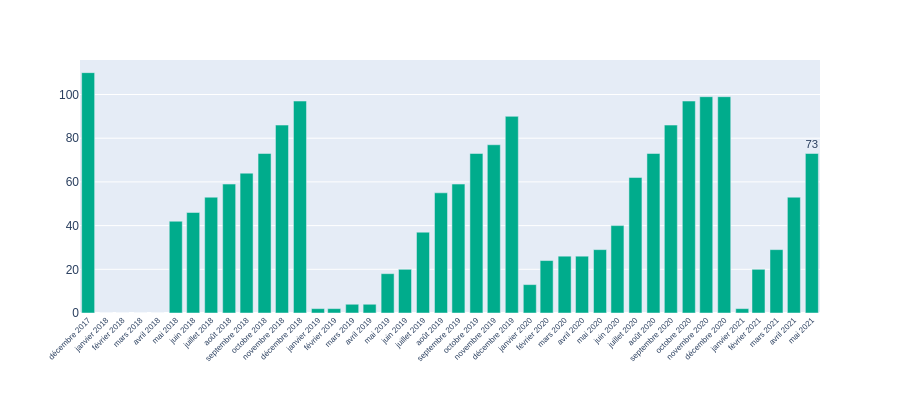 100
80
60
40
20
0
73
décembre 2017
janvier 2018
février 2018
mars 2018
avril 2018
mai 2018
juin 2018
juillet 2018
août 2018
septembre 2018
octobre 2018
novembre 2018
décembre 2018
janvier 2019
février 2019
mars 2019
avril 2019
mai 2019
juin 2019
juillet 2019
août 2019
septembre 2019
octobre 2019
novembre 2019
décembre 2019
janvier 2020
février 2020
mars 2020
avril 2020
mai 2020
juin 2020
juillet 2020
août 2020
septembre 2020
octobre 2020
novembre 2020
décembre 2020
janvier 2021
février 2021
mars 2021
avril 2021
mai 2021